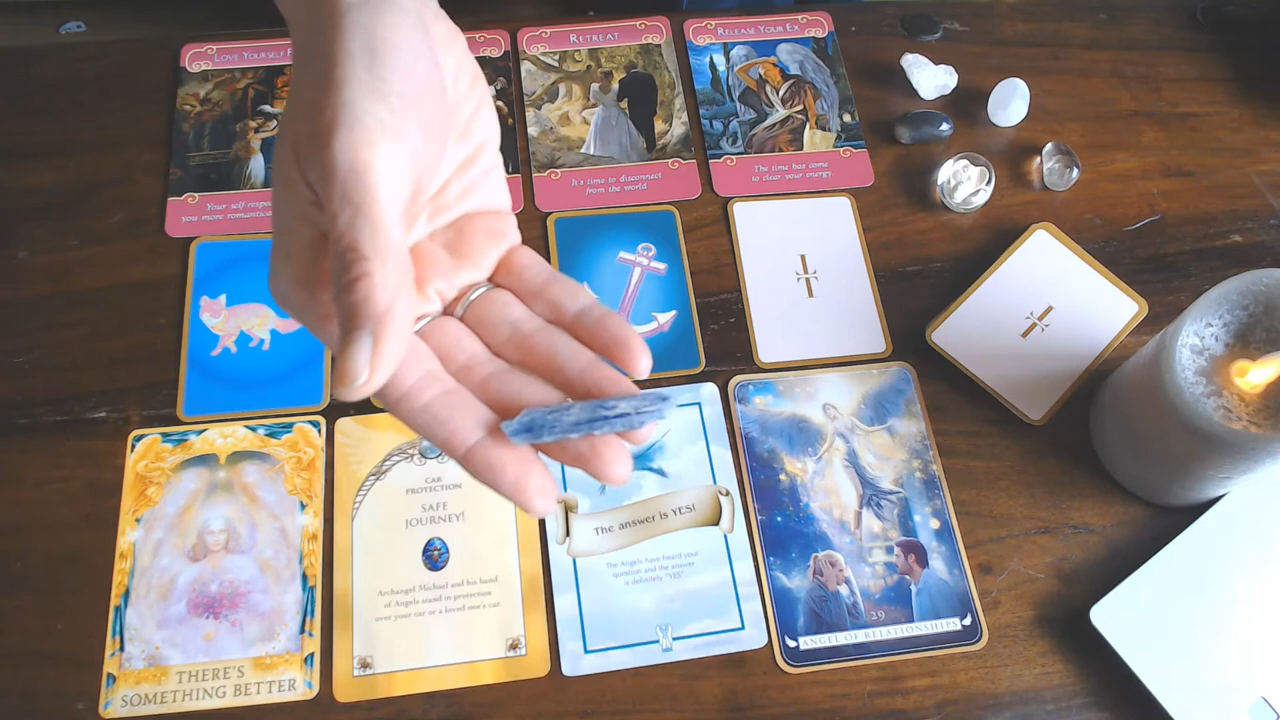 LOVE YOURSELF
Your self-respect
you more romantica
RETREAT
It's time to disconnect
from the world
RELEASE YOUR EX
The time has come
to clear your energy.
THERE'S
SOMETHING BETTER
CAR
PROTECTION
SAFE
JOURNEY!
Archangel Michael and his band
of Angels stand in protection
over your car or a loved one's car.
The answer is YES!
The Angels have heard your
question and the answer
is definitely "YES".
29
ANGEL OF RELATIONSHIPS